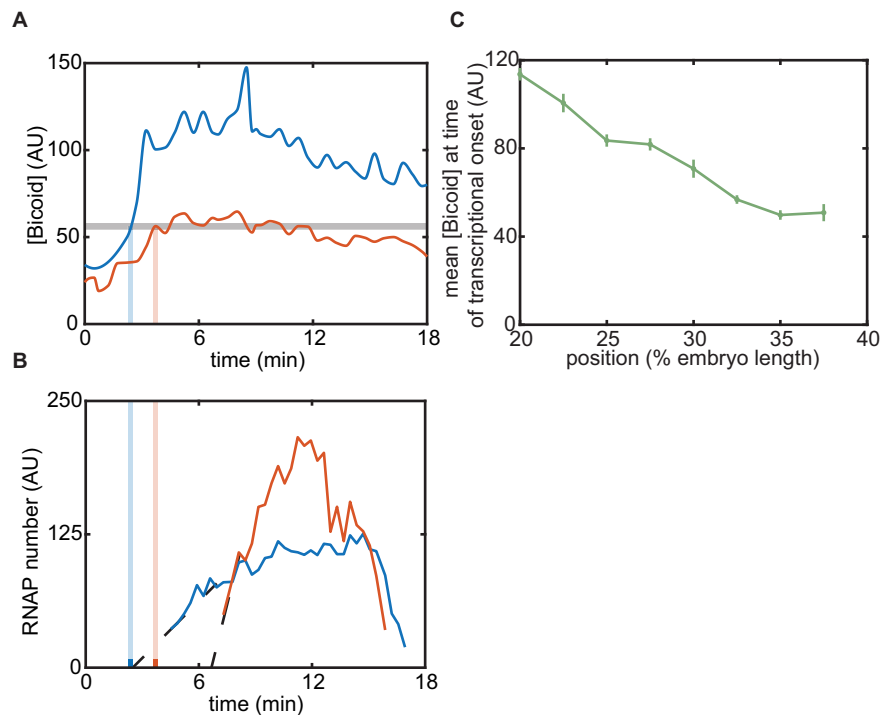 A
150
100
50
0
[Bicoid] (AU)
0 6 12 18
time (min)
B
250
125
0
RNAP number (AU)
0 6 12 18
time (min)
C
120
80
40
0
mean [Bicoid] at time
of transcriptional onset (AU)
20 25 30 35 40
position (% embryo length)